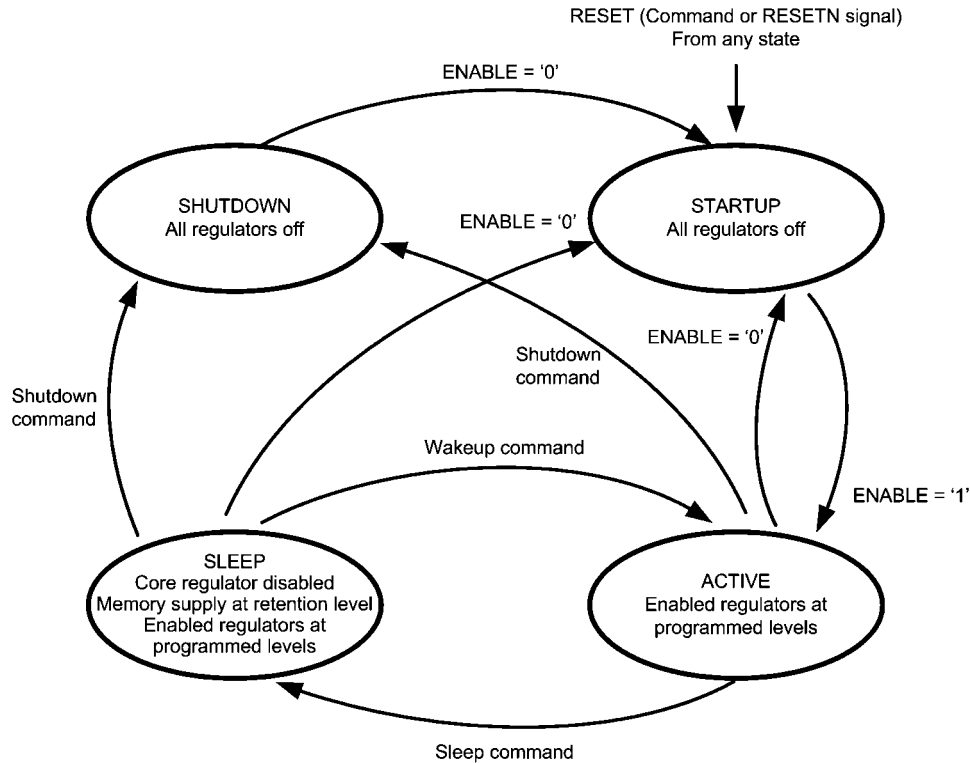 RESET (Command or RESETN signal)
From any state
ENABLE = ‘0’
SHUTDOWN
All regulators off
STARTUP
All regulators off
ENABLE = ‘0’
ENABLE = ‘0’
Shutdown
command
Shutdown
command
Wakeup command
ENABLE = ‘1’
SLEEP
Core regulator disabled
Memory supply at retention level
Enabled regulators at
programmed levels
ACTIVE
Enabled regulators at
programmed levels
Sleep command